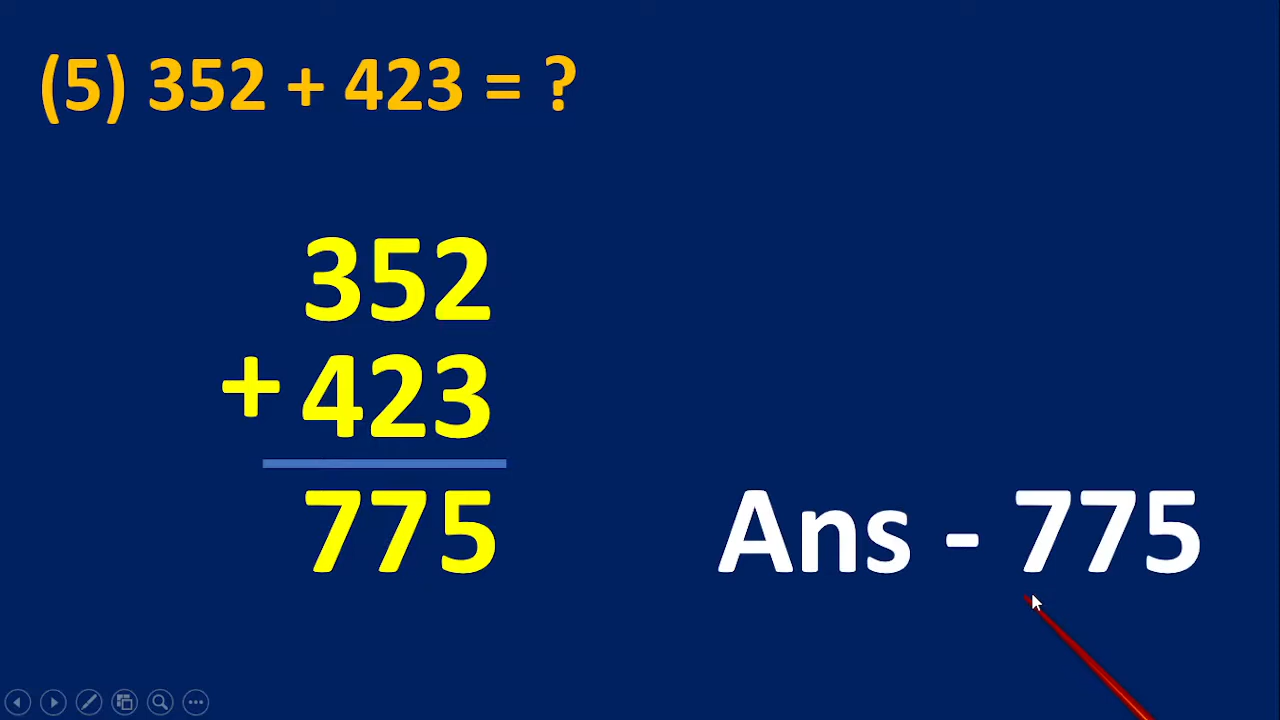 (5) 352 + 423 = ?
352
+ 423
775
Ans - 775